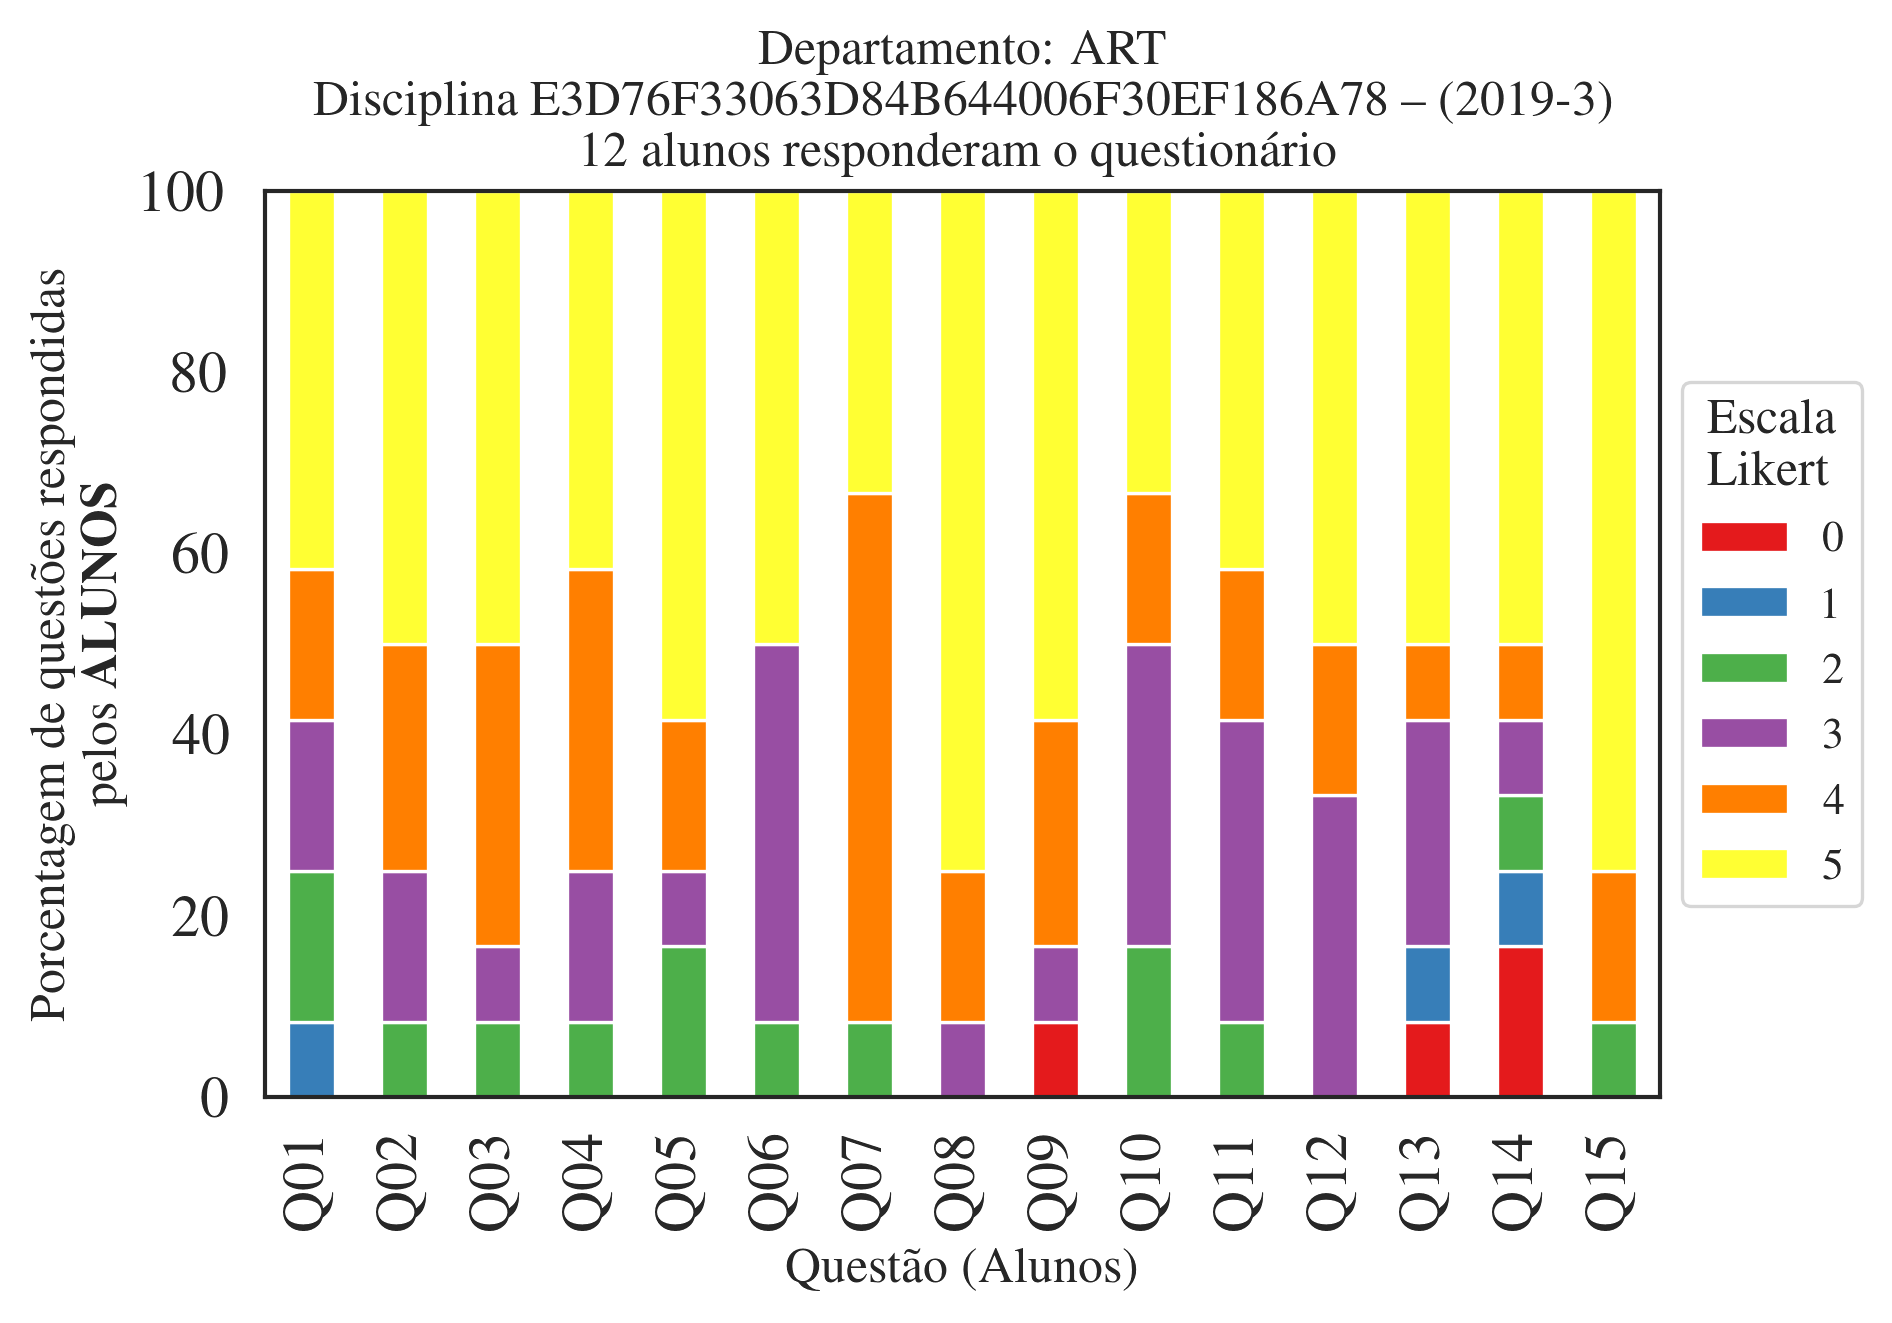 Departamento: ART
Disciplina E3D76F33063D84B644006F30EF186A78 – (2019-3)
12 alunos responderam o questionário
100
80
60
40
20
0
Porcentagem de questões respondidas
pelos ALUNOS
Q01
Q02
Q03
Q04
Q05
Q06
Q07
Q08
Q09
Q10
Q11
Q12
Q13
Q14
Q15
Questão (Alunos)
Escala
Likert
0
1
2
3
4
5